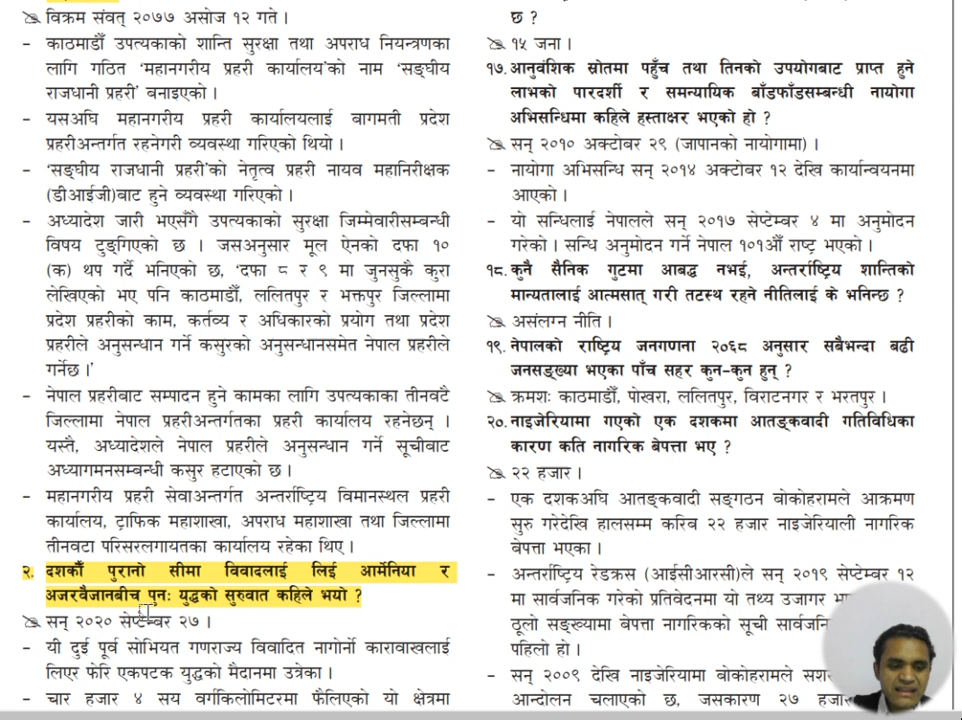 विक्रम संवत् २०७७ असोज १२ गते ।
– काठमाडौँ उपत्यकाको शान्ति सुरक्षा तथा अपराध नियन्त्रणका
लागि गठित 'महानगरीय प्रहरी कार्यालय'को नाम 'सङ्घीय
राजधानी प्रहरी' बनाइएको ।
– यसअघि महानगरीय प्रहरी कार्यालयलाई वागमती प्रदेश
प्रहरीअन्तर्गत रहनेगरी व्यवस्था गरिएको थियो ।
– 'सङ्घीय राजधानी प्रहरी'को नेतृत्व प्रहरी नायव महानिरीक्षक
(डीआईजी)बाट हुने व्यवस्था गरिएको ।
– अध्यादेश जारी भएसँगै उपत्यकाको सुरक्षा जिम्मेवारीसम्बन्धी
विषय टुङ्गिएको छ । जसअनुसार मूल ऐनको दफा १०
(क) थप गर्दै भनिएको छ, 'दफा ८ र ९ मा जुनसुकै कुरा
लेखिएको भए पनि काठमाडौँ, ललितपुर र भक्तपुर जिल्लामा
प्रदेश प्रहरीको काम, कर्तव्य र अधिकारको प्रयोग तथा प्रदेश
प्रहरीले अनुसन्धान गर्ने कसुरको अनुसन्धानसमेत नेपाल प्रहरीले
गर्नेछ ।'
– नेपाल प्रहरीबाट सम्पादन हुने कामका लागि उपत्यकाका तीनवटै
जिल्लामा नेपाल प्रहरीअन्तर्गतका प्रहरी कार्यालय रहनेछन् ।
यस्तै, अध्यादेशले नेपाल प्रहरीले अनुसन्धान गर्ने सूचीबाट
अध्यागमनसम्बन्धी कसुर हटाएको छ ।
– महानगरीय प्रहरी सेवाअन्तर्गत अन्तर्राष्ट्रिय विमानस्थल प्रहरी
कार्यालय, ट्राफिक महाशाखा, अपराध महाशाखा तथा जिल्लामा
तीनवटा परिसरलगायतका कार्यालय रहेका थिए ।
२. दशकौँ पुरानो सीमा विवादलाई लिई आर्मेनिया र
अजरवैजानबीच पुनः युद्धको सुरुवात कहिले भयो ?
सन् २०२० सेप्टेम्बर २७ ।
– यी दुई पूर्व सोभियत गणराज्य विवादित नागोर्नो कारावाखलाई
लिएर फेरि एकपटक युद्धको मैदानमा उत्रेका ।
– चार हजार ४ सय वर्गकिलोमिटरमा फैलिएको यो क्षेत्रमा
छ ?
१५ जना ।
१७. आनुवंशिक स्रोतमा पहुँच तथा तिनको उपयोगबाट प्राप्त हुने
लाभको पारदर्शी र समन्यायिक बाँडफाँडसम्बन्धी नायोगा
अभिसन्धिमा कहिले हस्ताक्षर भएको हो ?
सन् २०१० अक्टोबर २९ (जापानको नायोगामा) ।
– नायोगा अभिसन्धि सन् २०१४ अक्टोबर १२ देखि कार्यान्वयनमा
आएको ।
– यो सन्धिलाई नेपालले सन् २०१७ सेप्टेम्बर ४ मा अनुमोदन
गरेको । सन्धि अनुमोदन गर्ने नेपाल १०१औँ राष्ट्र भएको ।
१८. कुनै सैनिक गुटमा आबद्ध नभई, अन्तर्राष्ट्रिय शान्तिको
मान्यतालाई आत्मसात् गरी तटस्थ रहने नीतिलाई के भनिन्छ ?
असंलग्न नीति ।
१९. नेपालको राष्ट्रिय जनगणना २०६८ अनुसार सबैभन्दा बढी
जनसङ्ख्या भएका पाँच सहर कुन-कुन हुन् ?
क्रमशः काठमाडौँ, पोखरा, ललितपुर, विराटनगर र भरतपुर ।
२०. नाइजेरियामा गएको एक दशकमा आतङ्कवादी गतिविधिका
कारण कति नागरिक बेपत्ता भए ?
२२ हजार ।
– एक दशकअघि आतङ्कवादी सङ्गठन बोकोहरामले आक्रमण
सुरु गरेदेखि हालसम्म करिब २२ हजार नाइजेरियाली नागरिक
बेपत्ता भएका ।
– अन्तर्राष्ट्रिय रेडक्रस (आईसीआरसी)ले सन् २०१९ सेप्टेम्बर १२
मा सार्वजनिक गरेको प्रतिवेदनमा यो तथ्य उजागर
ठूलो सङ्ख्यामा बेपत्ता नागरिकको सूची
पहिलो हो ।
– सन् २००९ देखि नाइजेरियामा बोकोहरामले
आन्दोलन चलाएको छ, जसकारण २७